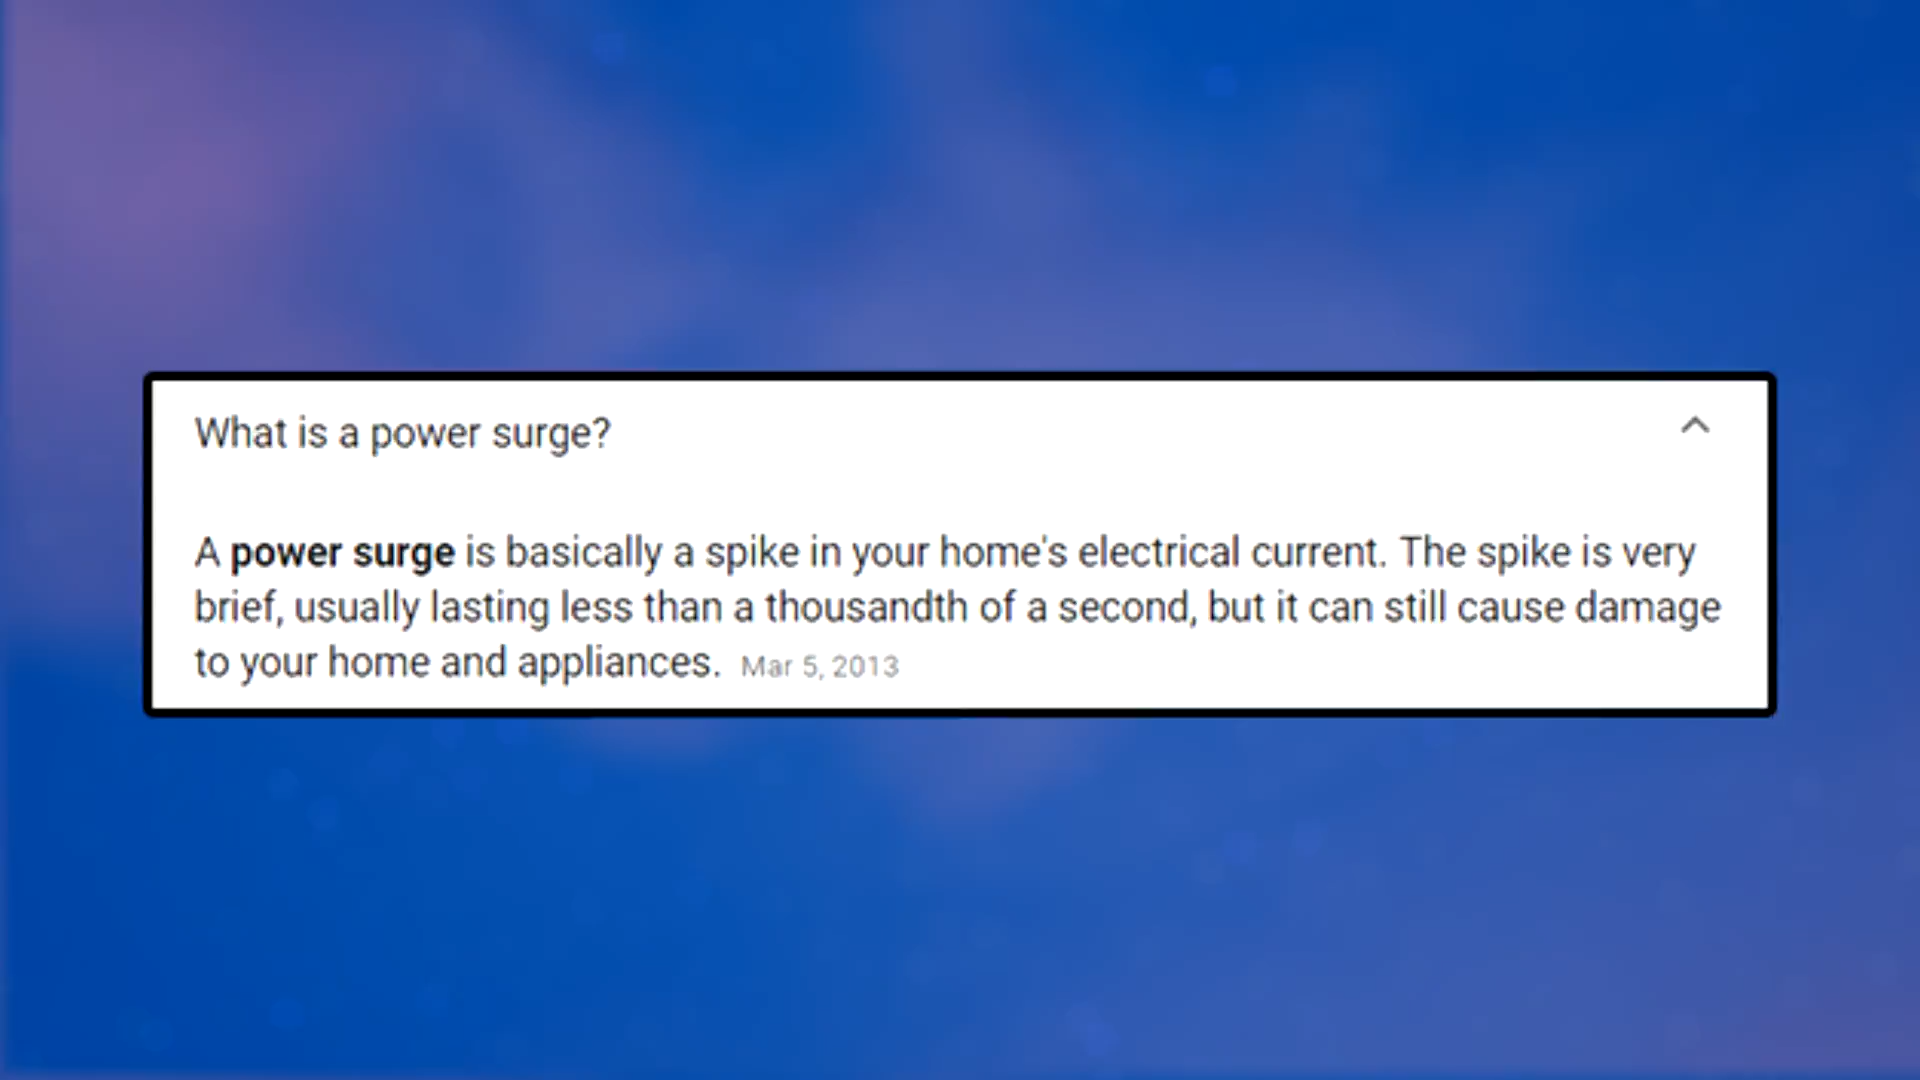 What is a power surge?
A power surge is basically a spike in your home's electrical current. The spike is very
brief, usually lasting less than a thousandth of a second, but it can still cause damage
to your home and appliances. Mar 5, 2013